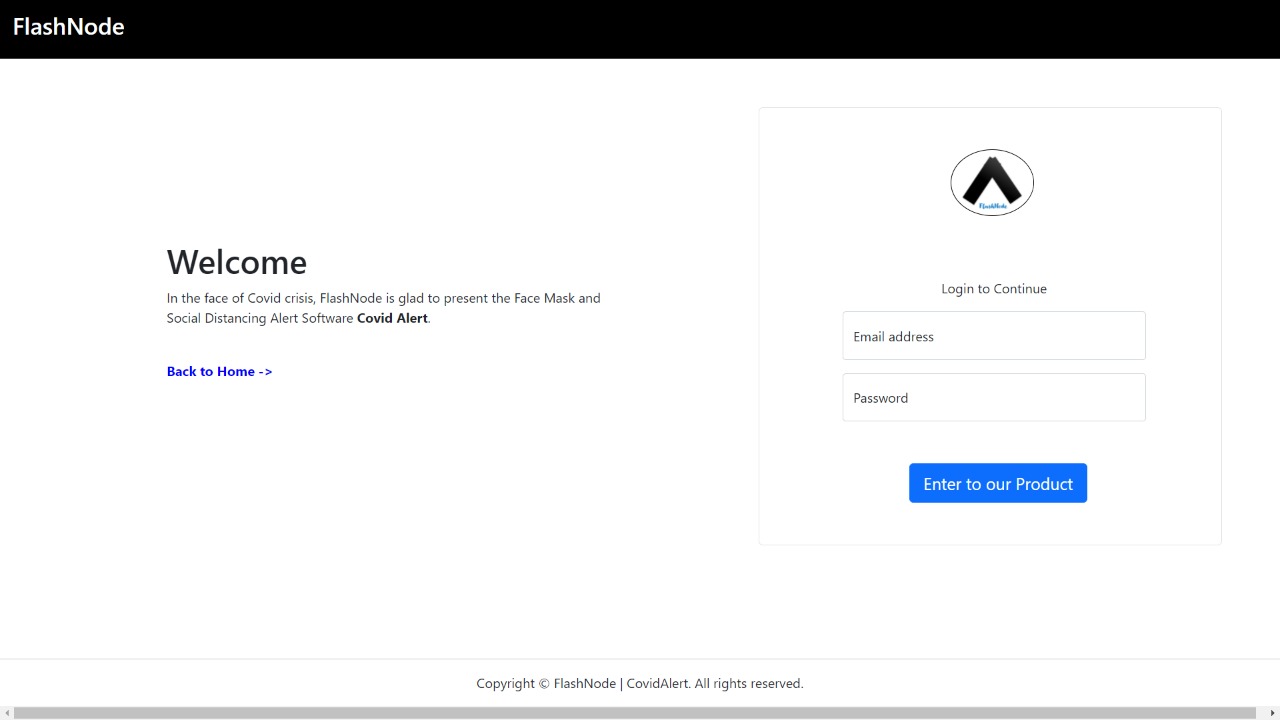 FlashNode
FlashNode
Welcome
In the face of Covid crisis, FlashNode is glad to present the Face Mask and
Social Distancing Alert Software Covid Alert.
Back to Home ->
Login to Continue
Email address
Password
Enter to our Product
Copyright © FlashNode | CovidAlert. All rights reserved.